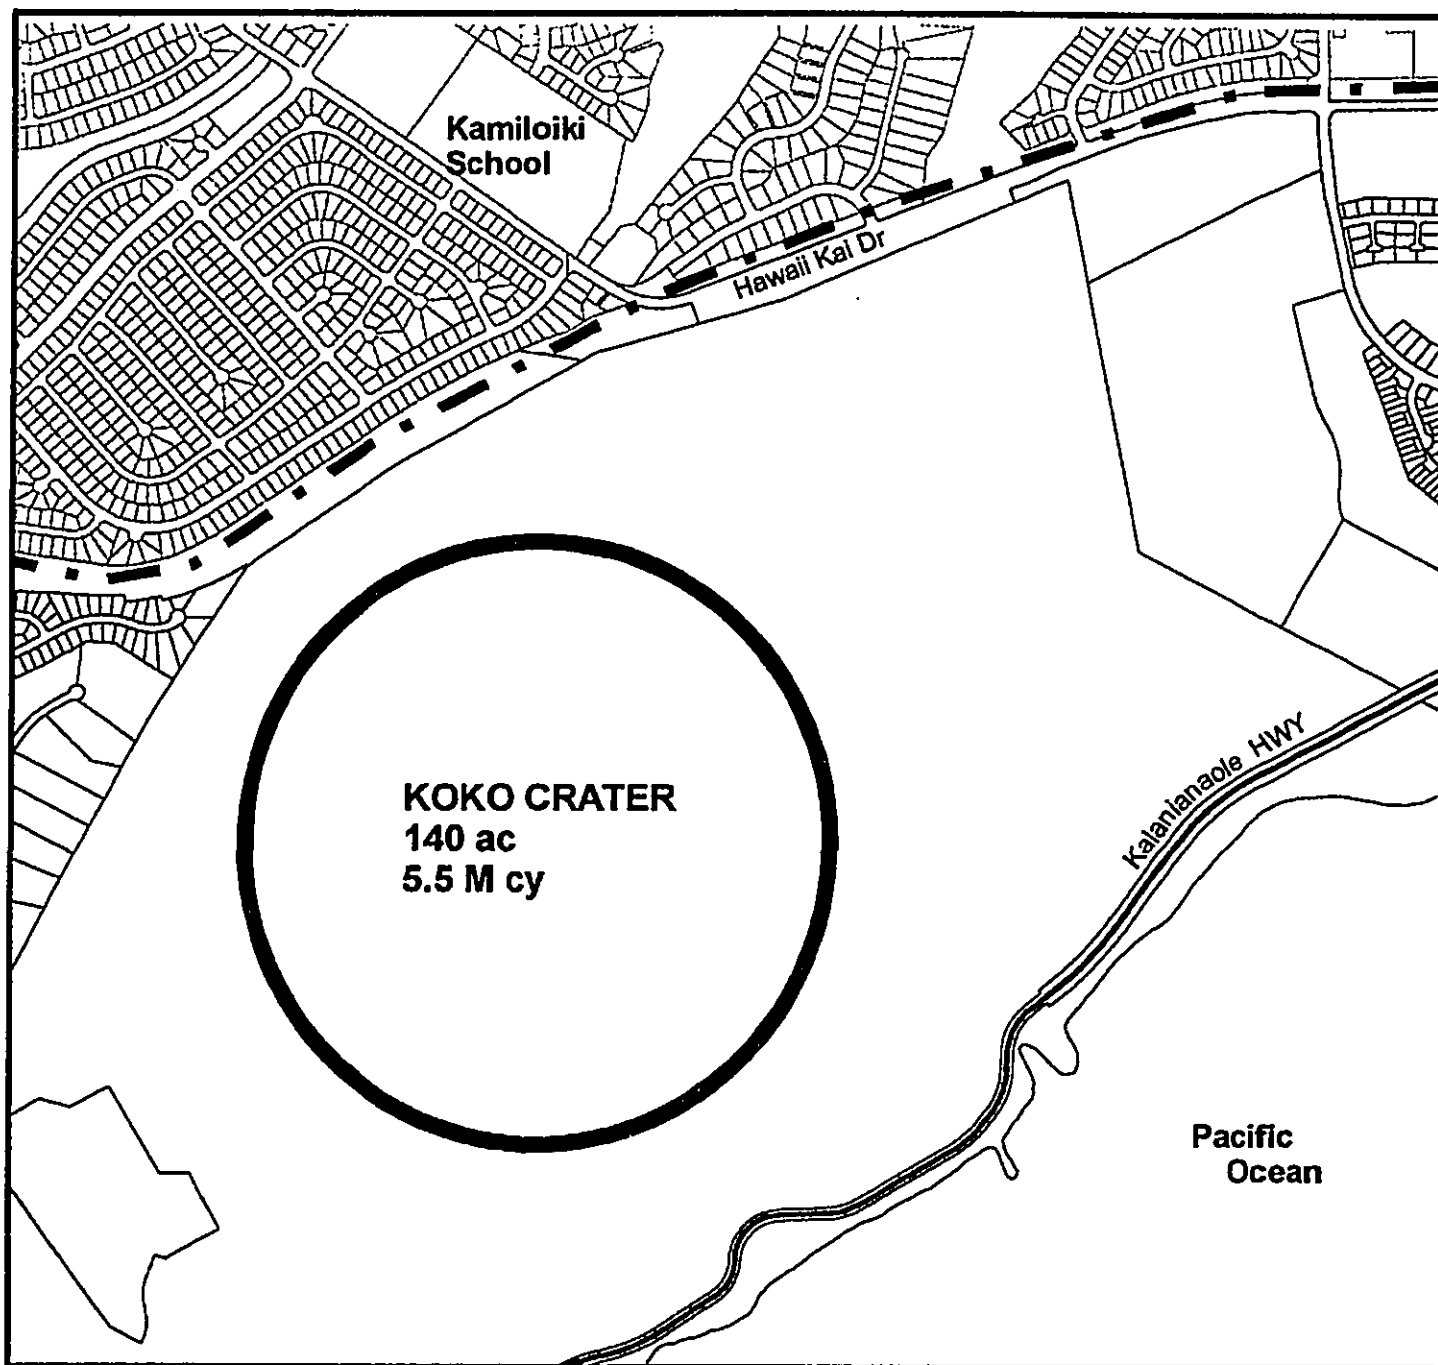 Kamiloiki
School
Hawaii Kai Dr
KOKO CRATER
140 ac
5.5 M cy
Kalanianaole HWY
Pacific
Ocean